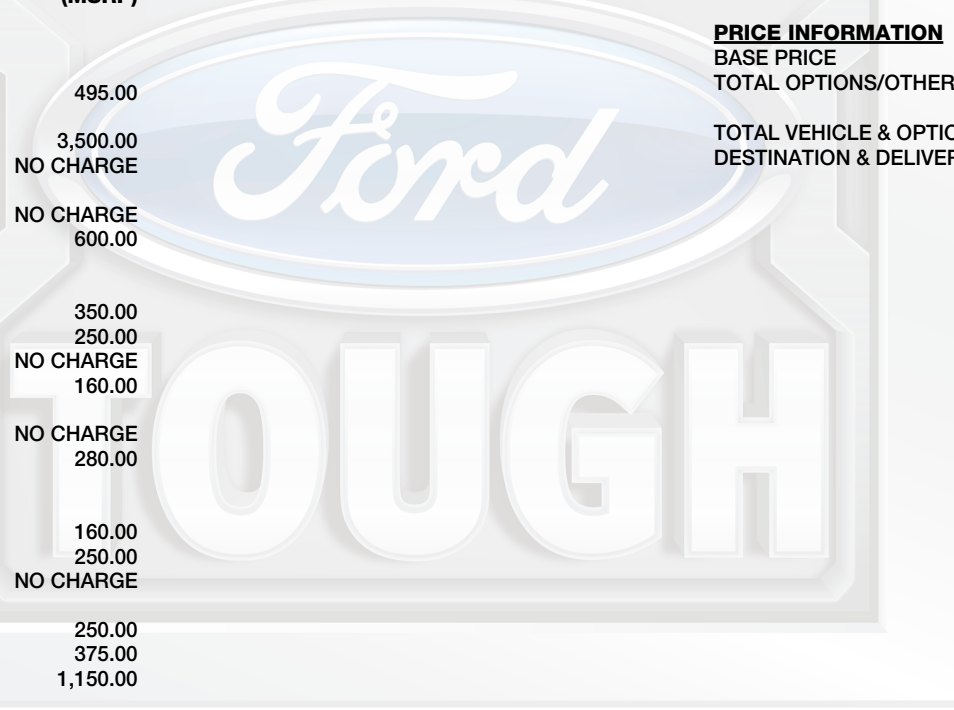 (MSRP)
495.00
3,500.00
NO CHARGE
NO CHARGE
600.00
350.00
250.00
NO CHARGE
160.00
NO CHARGE
280.00
160.00
250.00
NO CHARGE
250.00
375.00
1,150.00
PRICE INFORMATION
BASE PRICE
TOTAL OPTIONS/OTHER
TOTAL VEHICLE & OPTIO
DESTINATION & DELIVER
Ford
TOUGH